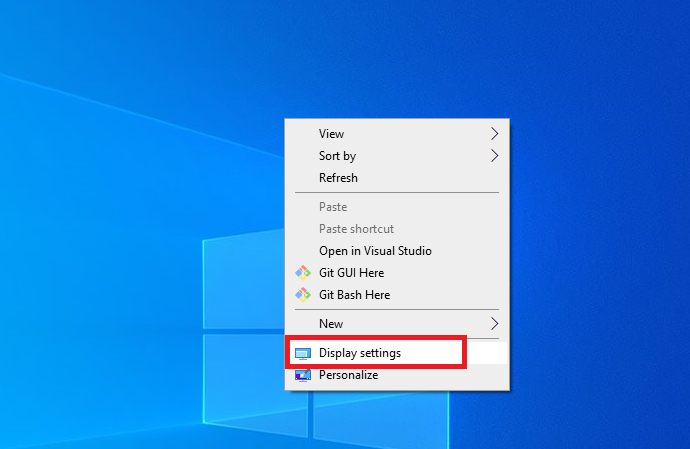 View
Sort by
Refresh
Paste
Paste shortcut
Open in Visual Studio
Git GUI Here
Git Bash Here
New
Display settings
Personalize